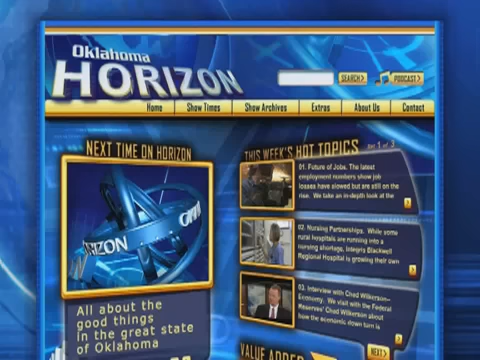 Oklahoma
HORIZON
SEARCH
PODCAST
Home Show Times Show Archives Extras About Us Contact
NEXT TIME ON HORIZON
THIS WEEK'S HOT TOPICS
1 of 3
01. Future of Jobs. The latest
employment numbers show job
losses have slowed but are still on the
rise. We take an in-depth look at the
HORIZON
02. Nursing Partnerships. While some
rural hospitals are running into a
nursing shortage, Integris Blackwell
Regional Hospital is growing their own
All about the
good things
in the great state
of Oklahoma
03. Interview with Chad Wilkerson–
Economy. We visit with the Federal
Reserves' Chad Wilkerson about
how the economic down turn is
NEXT
VALUE ADDED